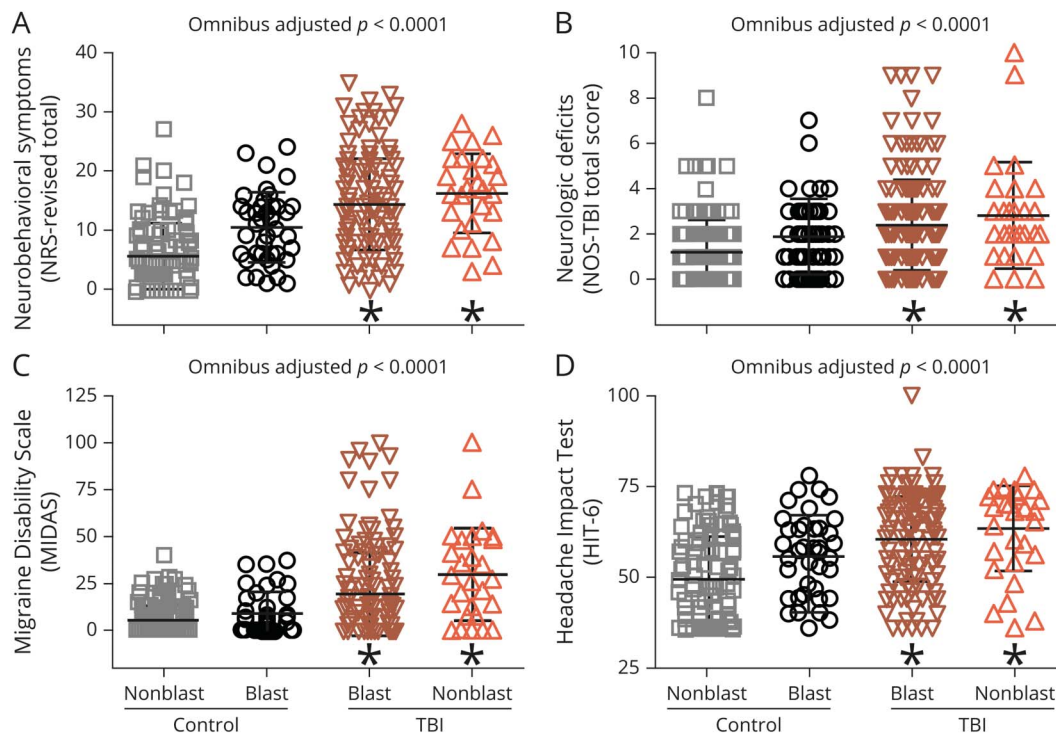 A
Omnibus adjusted p < 0.0001
Neurobehavioral symptoms
(NRS-revised total)
40
30
20
10
0
*
*
B
Omnibus adjusted p < 0.0001
Neurologic deficits
(NOS-TBI total score)
10
8
6
4
2
0
*
*
C
Omnibus adjusted p < 0.0001
Migraine Disability Scale
(MIDAS)
125
100
75
50
25
0
*
*
Nonblast
Blast
Blast
Nonblast
Control
TBI
D
Omnibus adjusted p < 0.0001
Headache Impact Test
(HIT-6)
100
75
50
25
*
*
Nonblast
Blast
Blast
Nonblast
Control
TBI